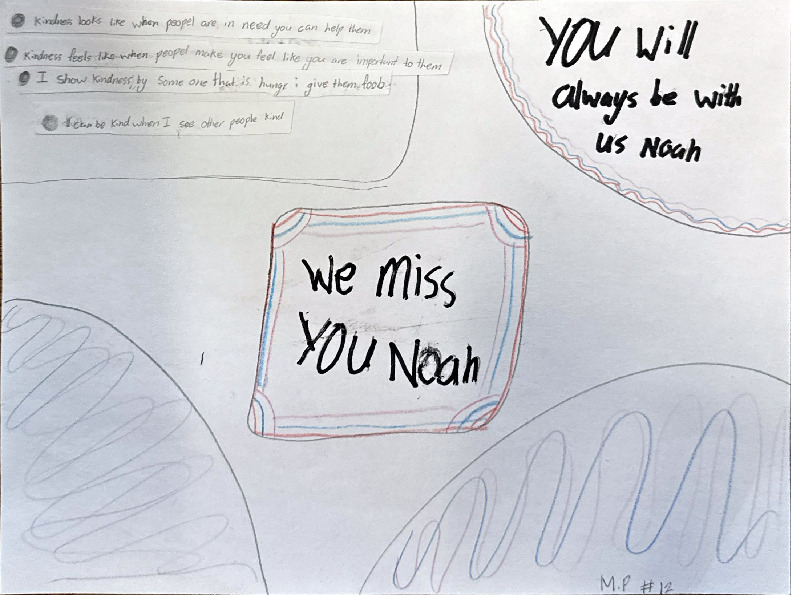 Kindness looks like when peopel are in need you can help them
Kindness feels like when peopel make you feel like you are important to them
I show kindness by some one that is hungr i give them foob
I can be kind when I see other people kind
YOU Will
always be with
us Noah
We miss
YOU Noah
M.P #12